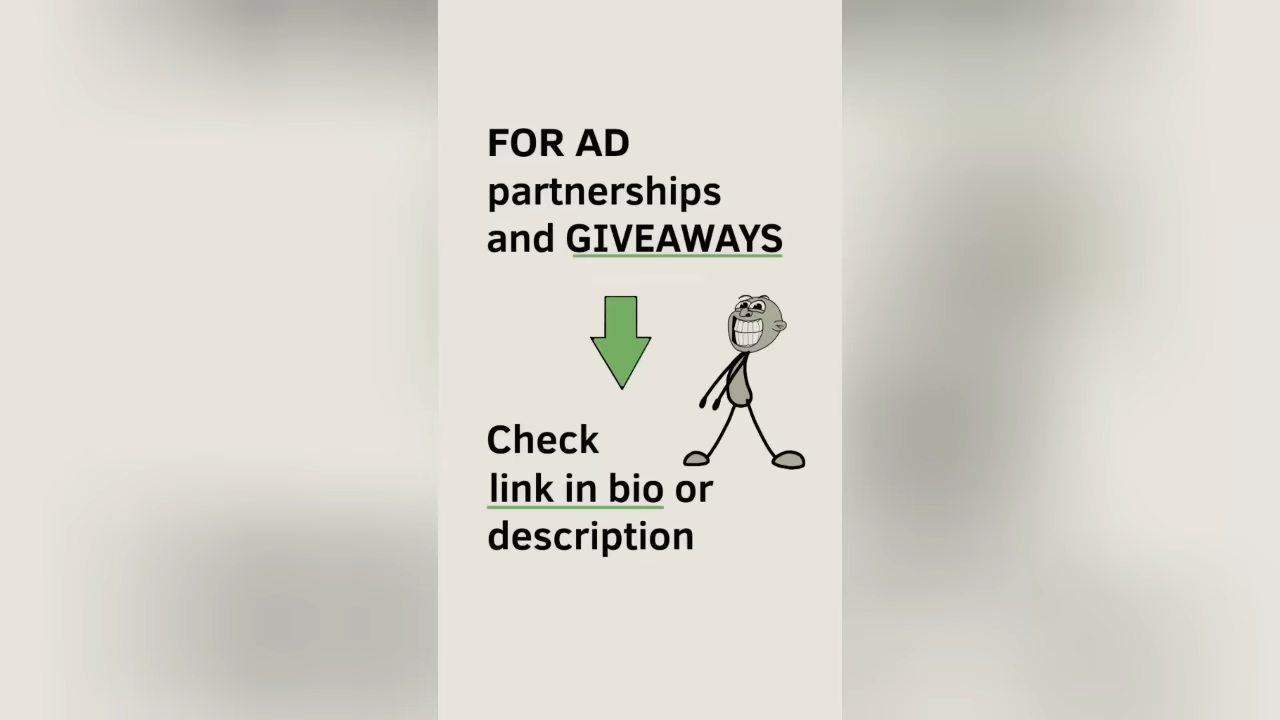 FOR AD
partnerships
and GIVEAWAYS
Check
link in bio or
description